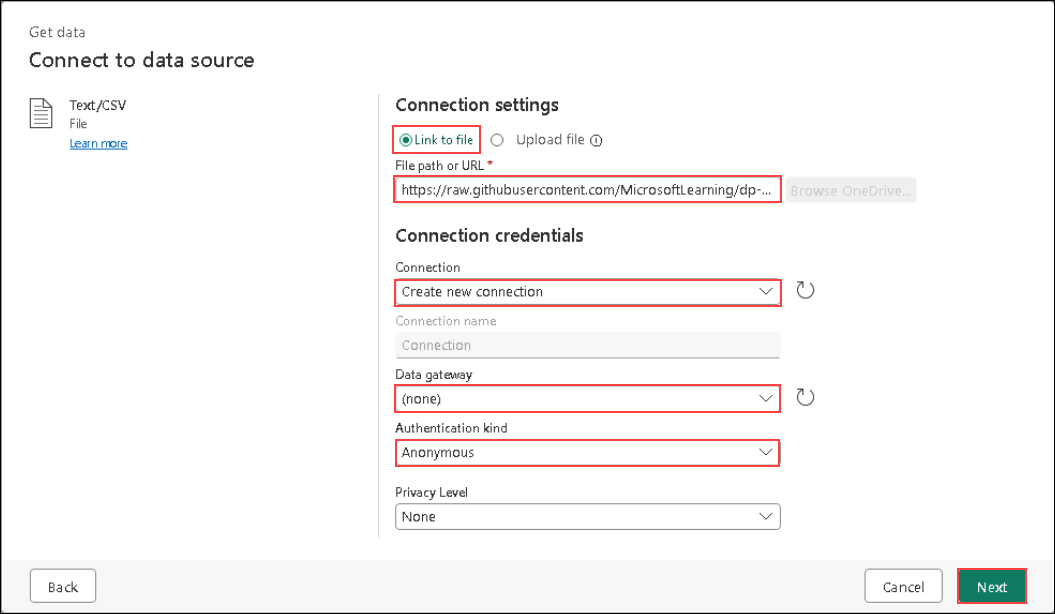 Get data
Connect to data source
Text/CSV
File
Learn more
Connection settings
Link to file
Upload file
File path or URL *
https://raw.githubusercontent.com/MicrosoftLearning/dp-...
Browse OneDrive...
Connection credentials
Connection
Create new connection
Connection name
Connection
Data gateway
(none)
Authentication kind
Anonymous
Privacy Level
None
Back
Cancel
Next